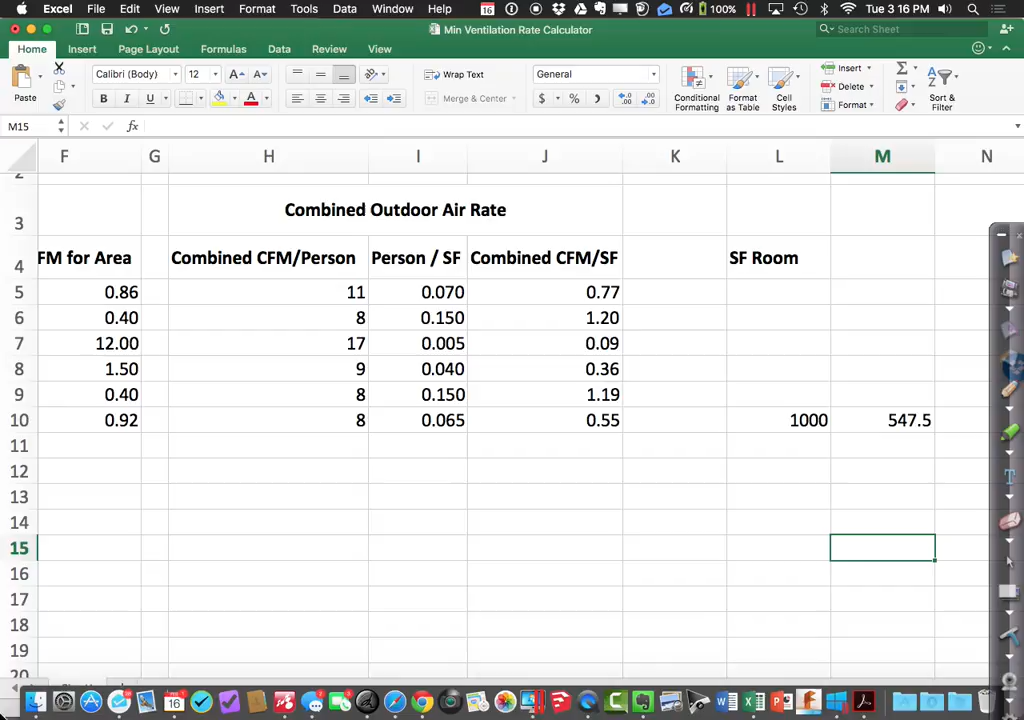 Excel File Edit View Insert Format Tools Data Window Help 16 100% Tue 3 16 PM
Min Ventilation Rate Calculator Search Sheet
Home Insert Page Layout Formulas Data Review View
Paste Calibri (Body) 12 A A Wrap Text General Conditional Formatting Format as Table Cell Styles Insert Delete Format Sort & Filter
B I U A Merge & Center $ %
M15 fx
F G H I J K L M N
2
3 Combined Outdoor Air Rate
4 FM for Area Combined CFM/Person Person / SF Combined CFM/SF SF Room
5 0.86 11 0.070 0.77
6 0.40 8 0.150 1.20
7 12.00 17 0.005 0.09
8 1.50 9 0.040 0.36
9 0.40 8 0.150 1.19
10 0.92 8 0.065 0.55 1000 547.5
11
12
13
14
15
16
17
18
19
20
16